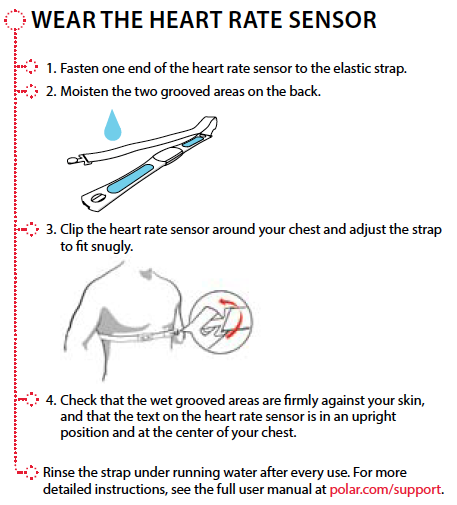 WEAR THE HEART RATE SENSOR
1. Fasten one end of the heart rate sensor to the elastic strap.
2. Moisten the two grooved areas on the back.
3. Clip the heart rate sensor around your chest and adjust the strap
to fit snugly.
4. Check that the wet grooved areas are firmly against your skin,
and that the text on the heart rate sensor is in an upright
position and at the center of your chest.
Rinse the strap under running water after every use. For more
detailed instructions, see the full user manual at polar.com/support.